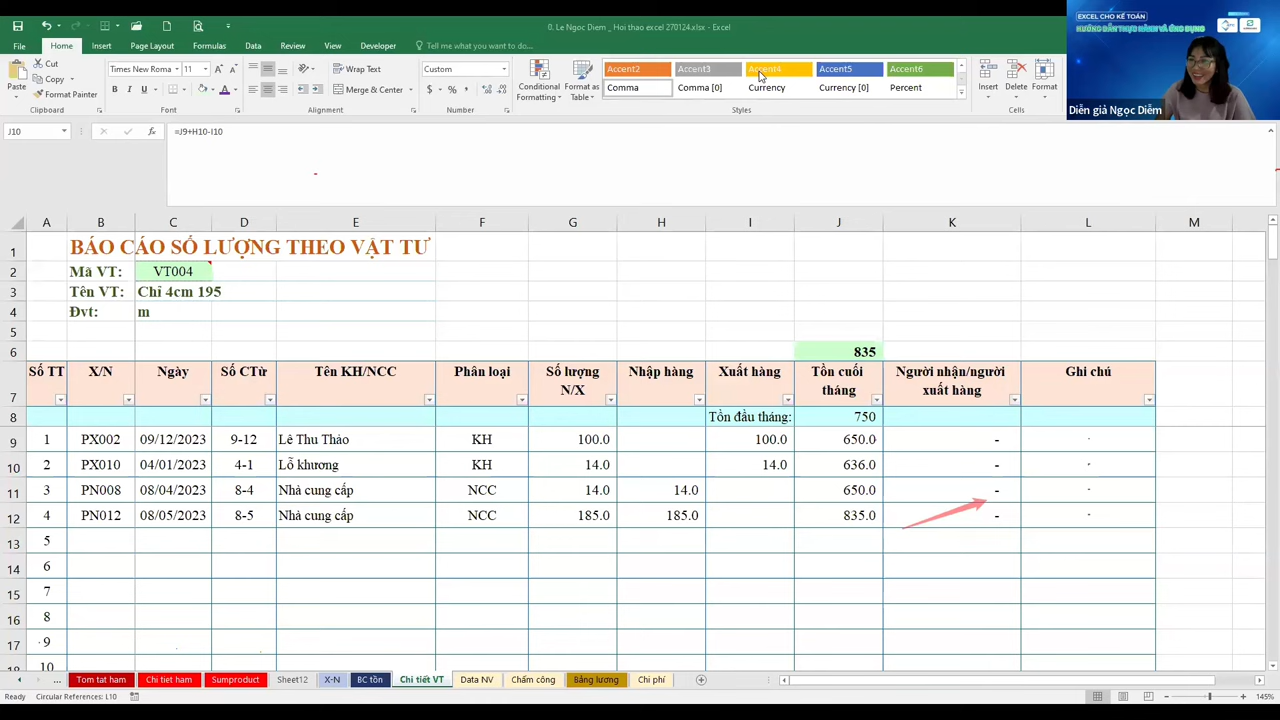 0. Le Ngoc Diem _ Hoi thao excel 270124.xlsx - Excel
EXCEL CHO KẾ TOÁN
HƯỚNG DẪN THỰC HÀNH VÀ ỨNG DỤNG
File Home Insert Page Layout Formulas Data Review View Developer Tell me what you want to do...
Cut Times New Roma 11 Wrap Text Custom Accent2 Accent3 Accent4 Accent5 Accent6
Paste Copy B I U Merge & Center $ % , Conditional Formatting Format as Table Comma Comma [0] Currency Currency [0] Percent Insert Delete Format
Format Painter
Clipboard Font Alignment Number Styles Cells
Diễn giả Ngọc Diễm
J10 fx =J9+H10-I10
A B C D E F G H I J K L M
1 BÁO CÁO SỐ LƯỢNG THEO VẬT TƯ
2 Mã VT: VT004
3 Tên VT: Chỉ 4cm 195
4 Đvt: m
5
6 835
7 Số TT X/N Ngày Số CTừ Tên KH/NCC Phân loại Số lượng N/X Nhập hàng Xuất hàng Tồn cuối tháng Người nhận/người xuất hàng Ghi chú
8 Tồn đầu tháng: 750
9 1 PX002 09/12/2023 9-12 Lê Thu Thảo KH 100.0 100.0 650.0 -
10 2 PX010 04/01/2023 4-1 Lỗ khương KH 14.0 14.0 636.0 -
11 3 PN008 08/04/2023 8-4 Nhà cung cấp NCC 14.0 14.0 650.0 -
12 4 PN012 08/05/2023 8-5 Nhà cung cấp NCC 185.0 185.0 835.0 -
13 5
14 6
15 7
16 8
17 9
18 10
... Tom tat ham Chi tiet ham Sumproduct Sheet12 X-N BC tồn Chi tiết VT Data NV Chấm công Bảng lương Chi phí
Ready Circular References: L10 145%